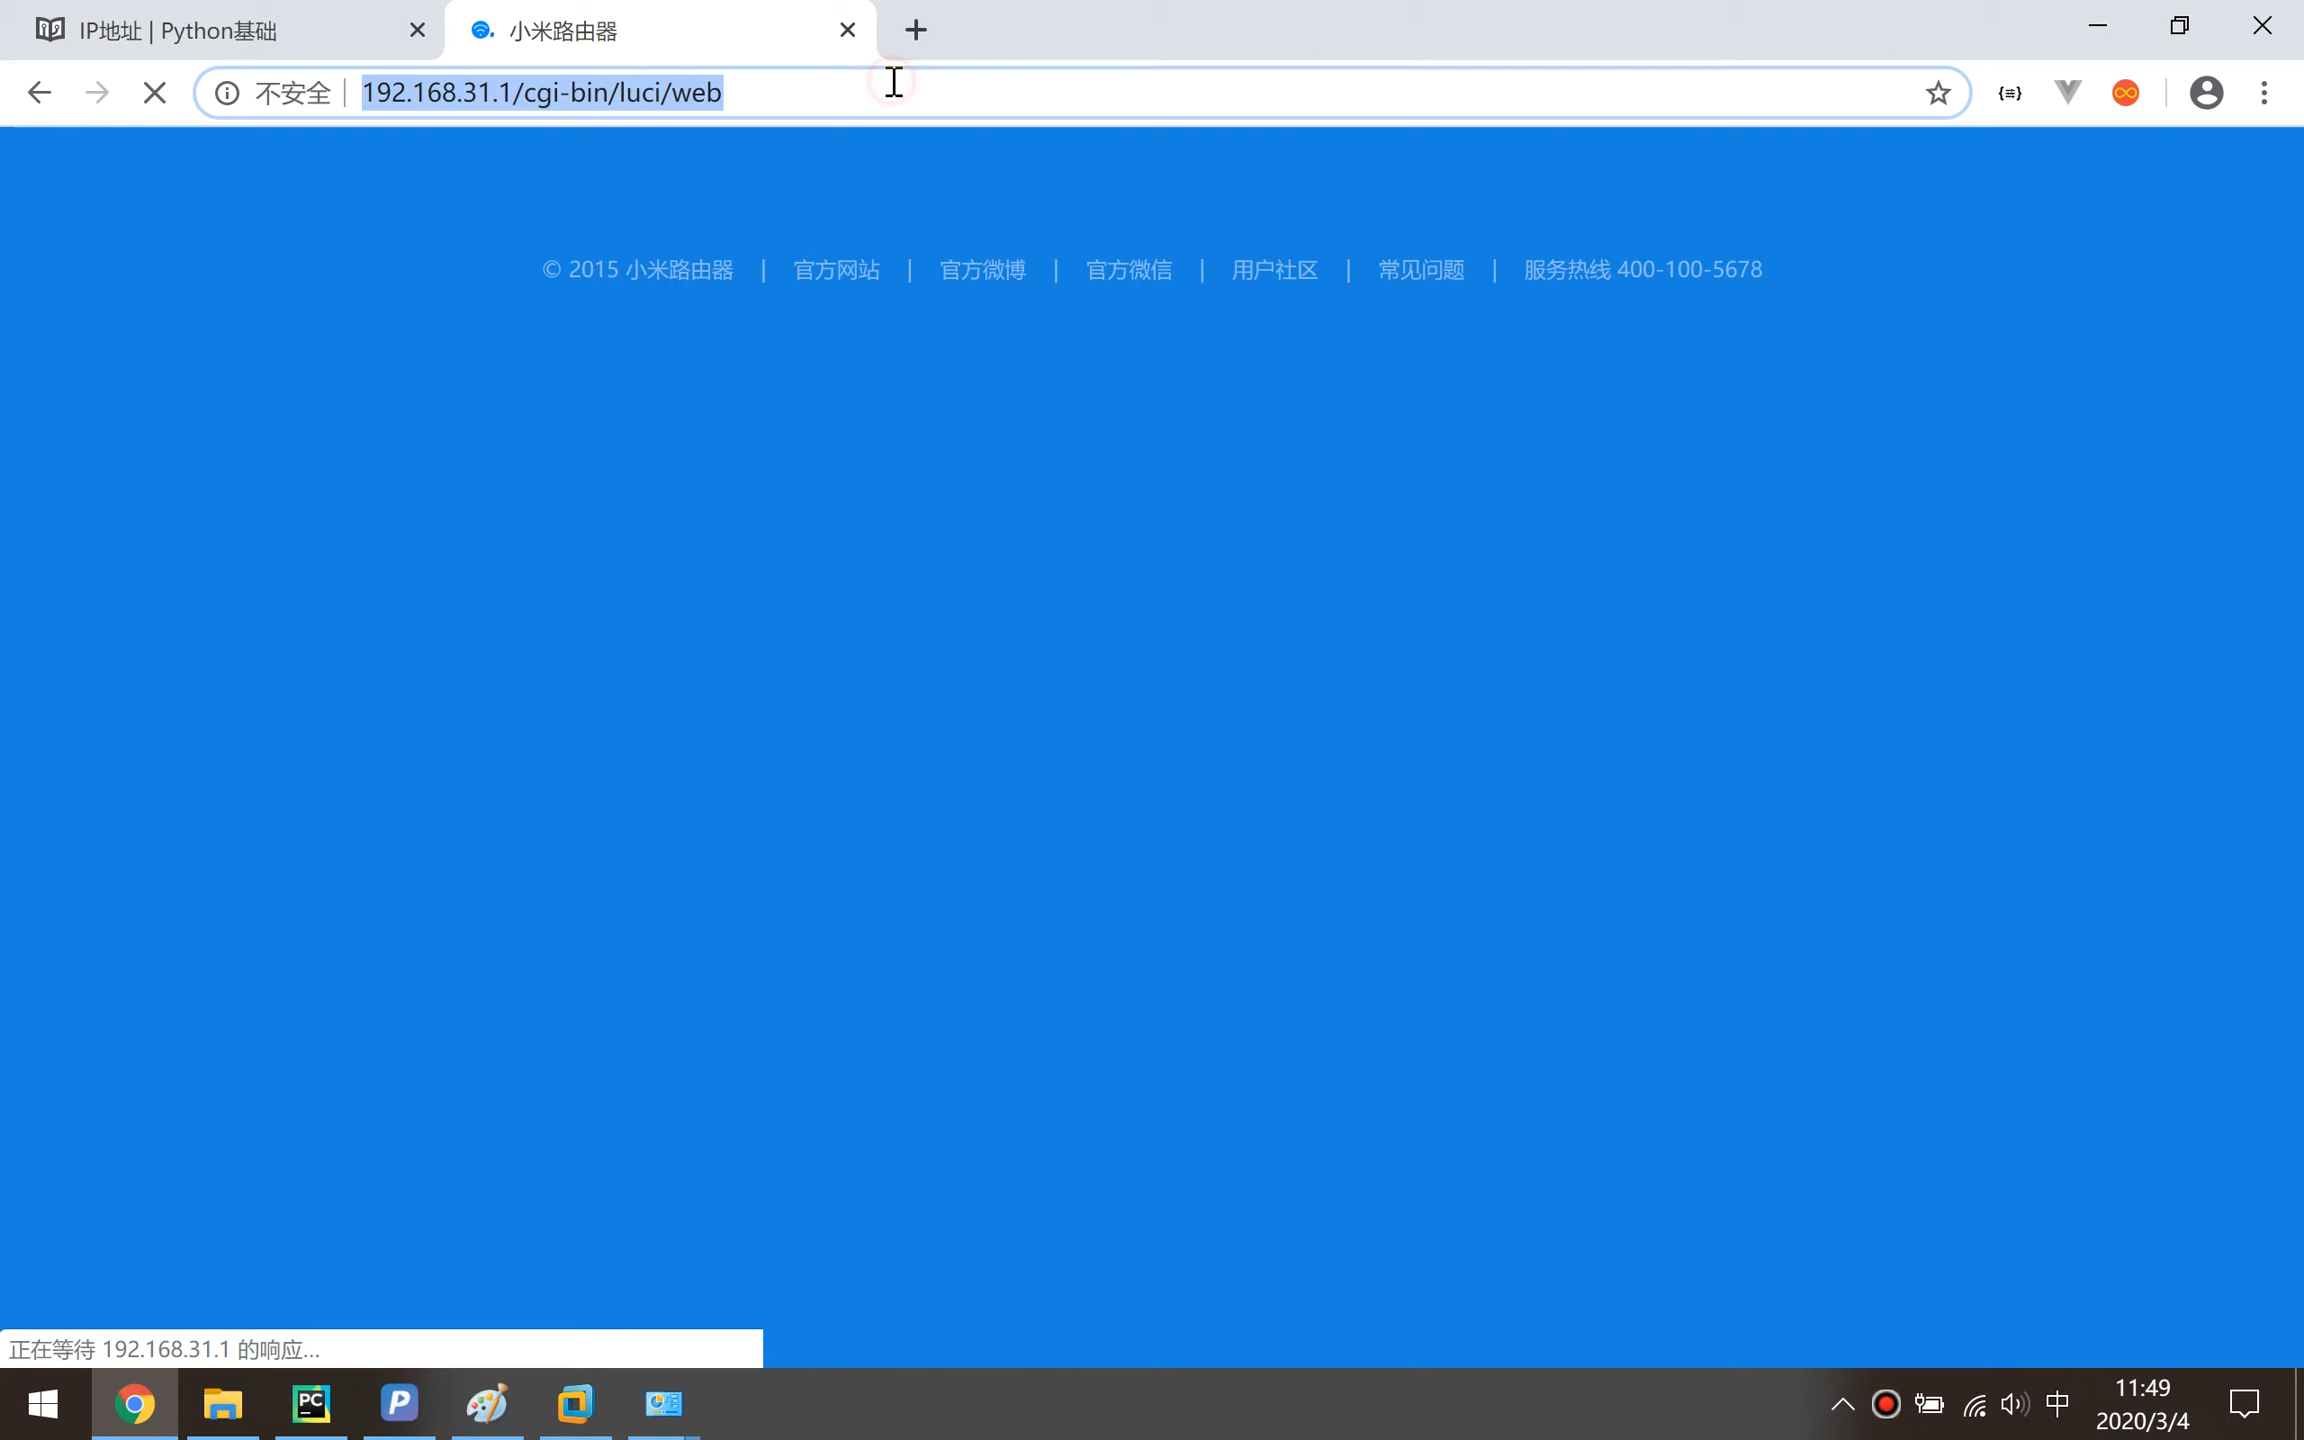 IP地址 | Python基础
小米路由器
不安全 | 192.168.31.1/cgi-bin/luci/web
© 2015 小米路由器 | 官方网站 | 官方微博 | 官方微信 | 用户社区 | 常见问题 | 服务热线 400-100-5678
正在等待 192.168.31.1 的响应...
PC
P
中
11:49
2020/3/4